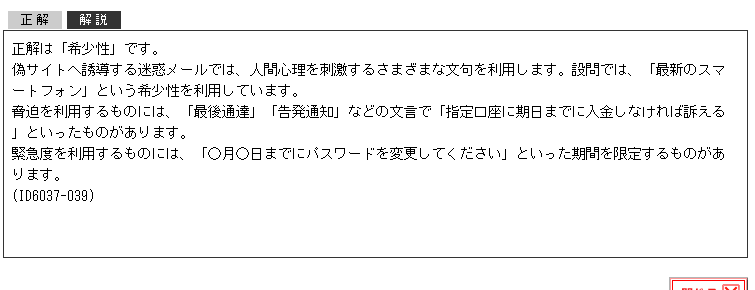 正解 解説
正解は「希少性」です。
偽サイトへ誘導する迷惑メールでは、人間心理を刺激するさまざまな文句を利用します。設問では、「最新のスマ
ートフォン」という希少性を利用しています。
脅迫を利用するものには、「最後通達」「告発通知」などの文言で「指定口座に期日までに入金しなければ訴える
」といったものがあります。
緊急度を利用するものには、「○月○日までにパスワードを変更してください」といった期間を限定するものがあ
ります。
(ID6037-039)